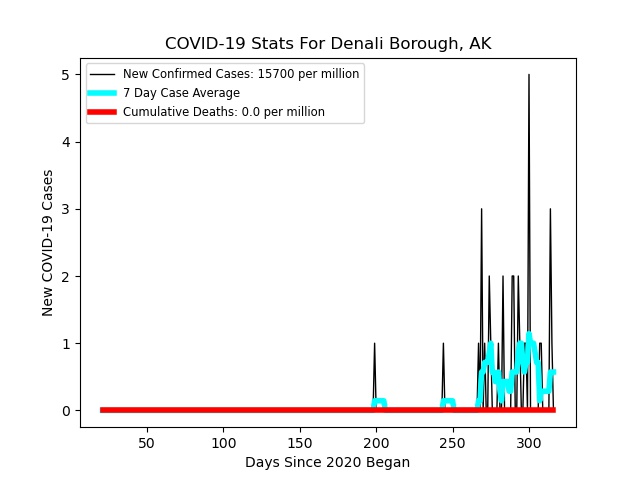 COVID-19 Stats For Denali Borough, AK
New Confirmed Cases: 15700 per million
7 Day Case Average
Cumulative Deaths: 0.0 per million
New COVID-19 Cases
5
4
3
2
1
0
50 100 150 200 250 300
Days Since 2020 Began